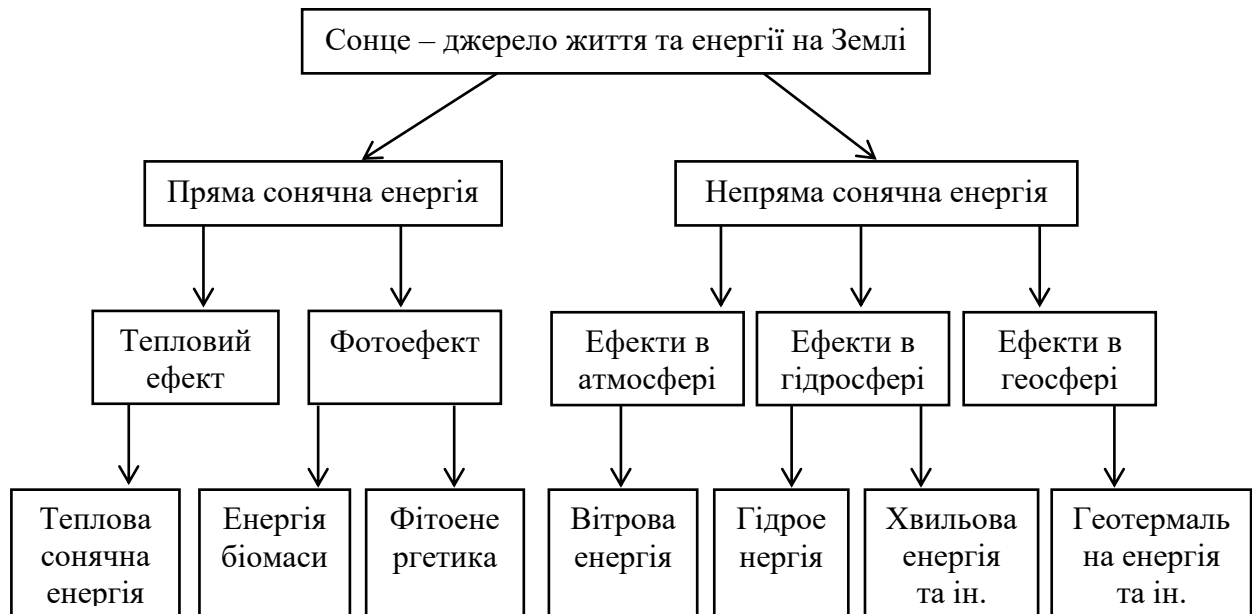 Сонце – джерело життя та енергії на Землі
Пряма сонячна енергія
Непряма сонячна енергія
Тепловий
ефект
Фотоефект
Ефекти в
атмосфері
Ефекти в
гідросфері
Ефекти в
геосфері
Теплова
сонячна
енергія
Енергія
біомаси
Фітоене
ргетика
Вітрова
енергія
Гідрое
нергія
Хвильова
енергія
та ін.
Геотермаль
на енергія
та ін.